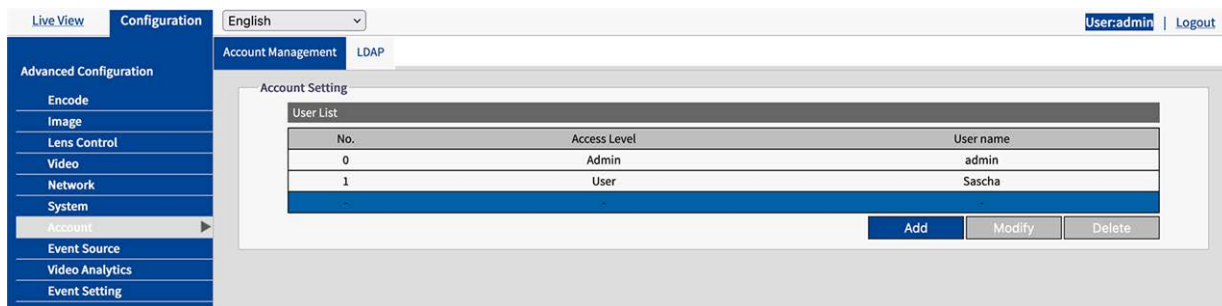 Live View Configuration English User:admin | Logout
Account Management LDAP
Advanced Configuration
Account Setting
Encode
User List
Image
No. Access Level User name
Lens Control
0 Admin admin
Video
1 User Sascha
Network
- - -
System
Account
Add Modify Delete
Event Source
Video Analytics
Event Setting